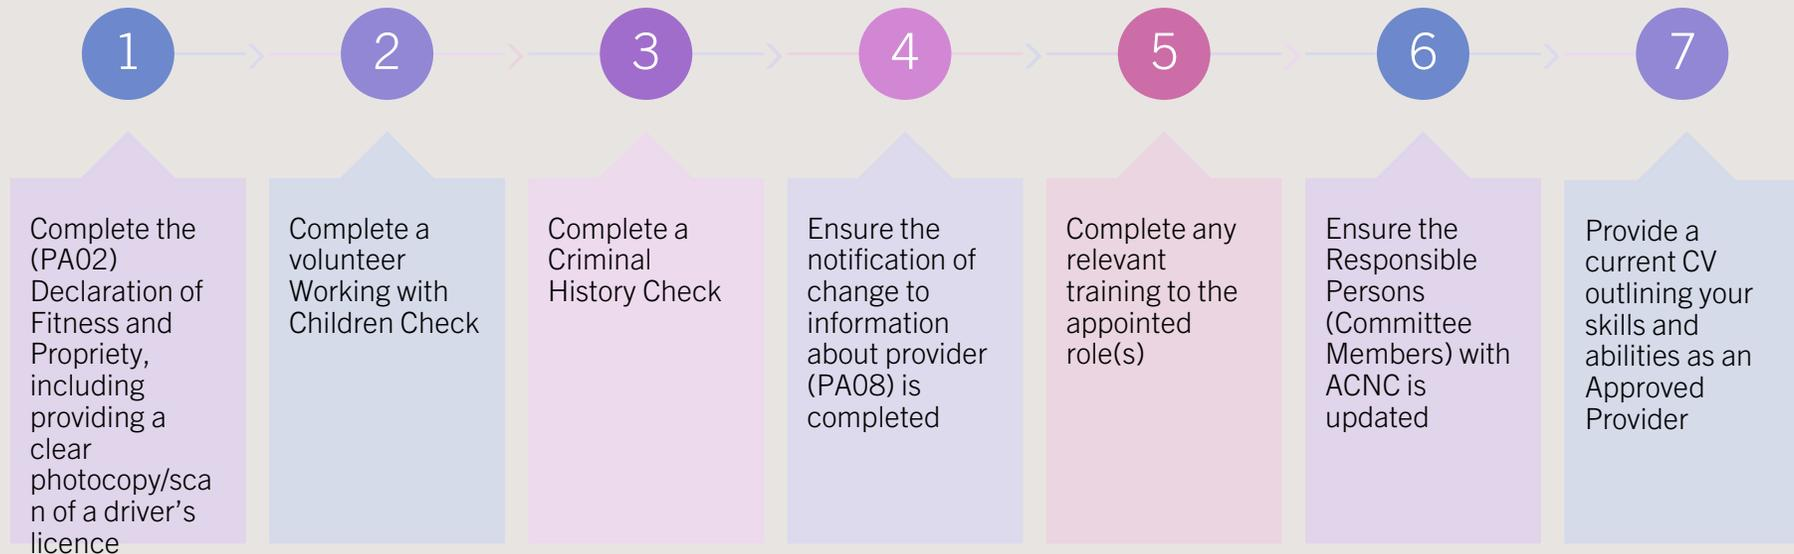 1
2
3
4
5
6
7
Complete the
(PA02)
Declaration of
Fitness and
Propriety,
including
providing a
clear
photocopy/sca
n of a driver’s
licence
Complete a
volunteer
Working with
Children Check
Complete a
Criminal
History Check
Ensure the
notification of
change to
information
about provider
(PA08) is
completed
Complete any
relevant
training to the
appointed
role(s)
Ensure the
Responsible
Persons
(Committee
Members) with
ACNC is
updated
Provide a
current CV
outlining your
skills and
abilities as an
Approved
Provider